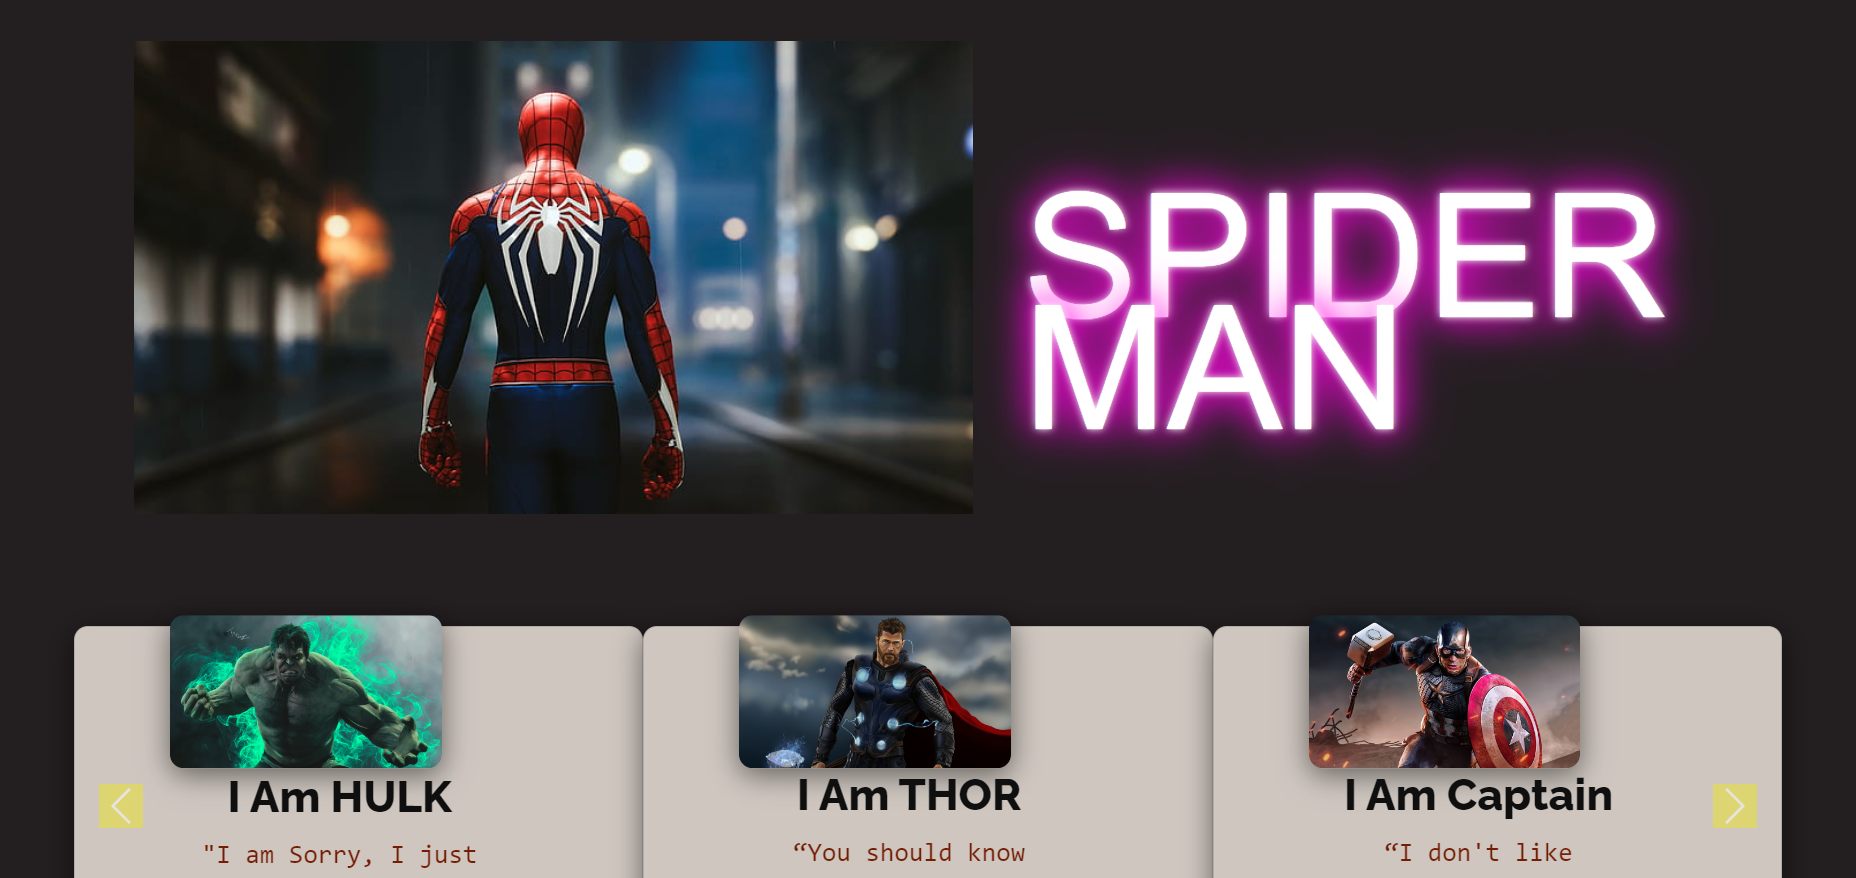 SPIDER
MAN
I Am HULK
I Am THOR
I Am Captain
"I am Sorry, I just
“You should know
“I don't like